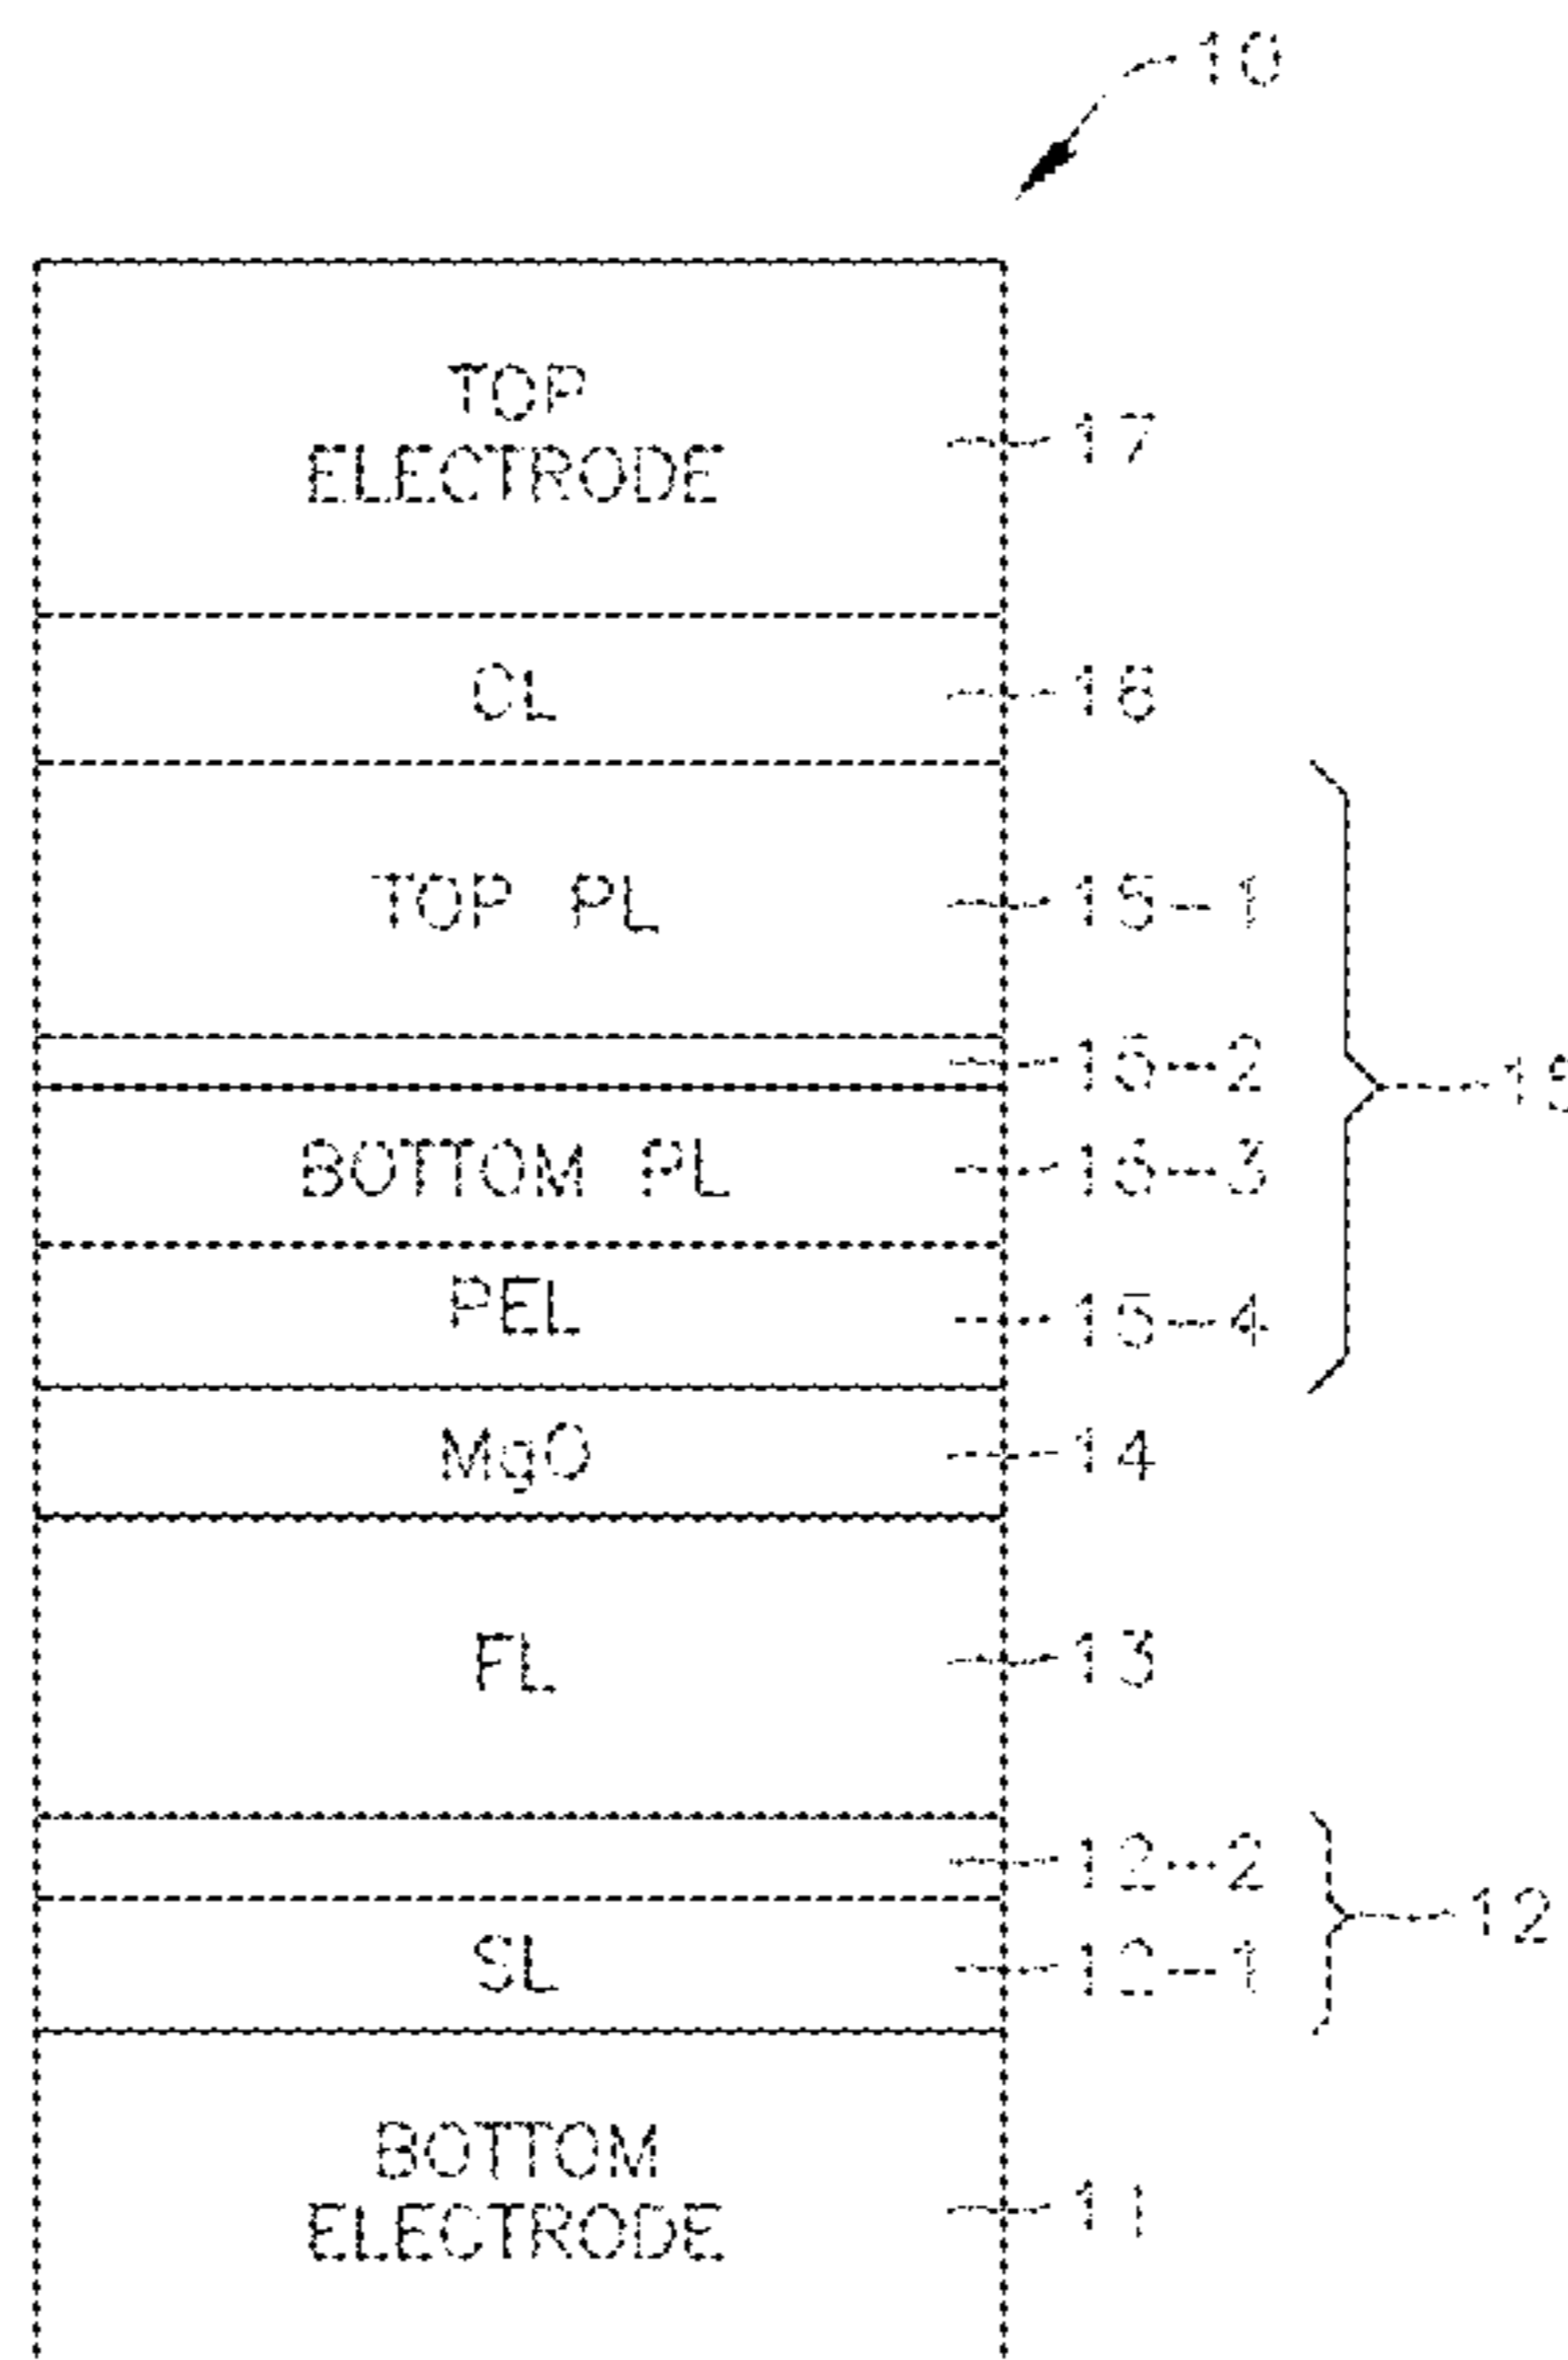 10
TOP
ELECTRODE
17
CL
16
TOP PL
15-1
15-2
15
BOTTOM PL
15-3
PEL
15-4
MgO
14
FL
13
12-2
12
SL
12-1
BOTTOM
ELECTRODE
11